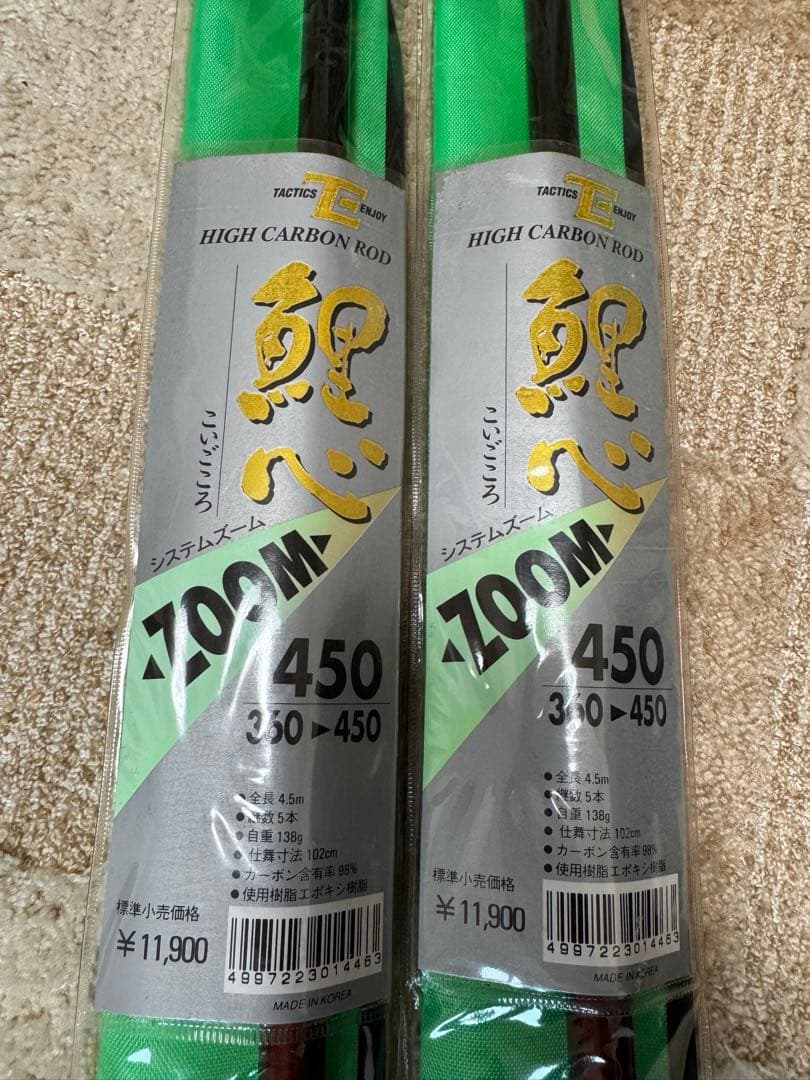 TACTICS TE ENJOY
HIGH CARBON ROD
鯉心
こいごころ
システムズーム
◀ZOOM▶
450
360▶450
●全長 4.5m
●継数 5本
●自重 138g
●仕舞寸法 102cm
●カーボン含有率 98%
●使用樹脂エポキシ樹脂
標準小売価格
¥11,900
4997223014463
MADE IN KOREA
TACTICS TE ENJOY
HIGH CARBON ROD
鯉心
こいごころ
システムズーム
◀ZOOM▶
450
360▶450
●全長 4.5m
●継数 5本
●自重 138g
●仕舞寸法 102cm
●カーボン含有率 98%
●使用樹脂エポキシ樹脂
標準小売価格
¥11,900
4997223014463
MADE IN KOREA